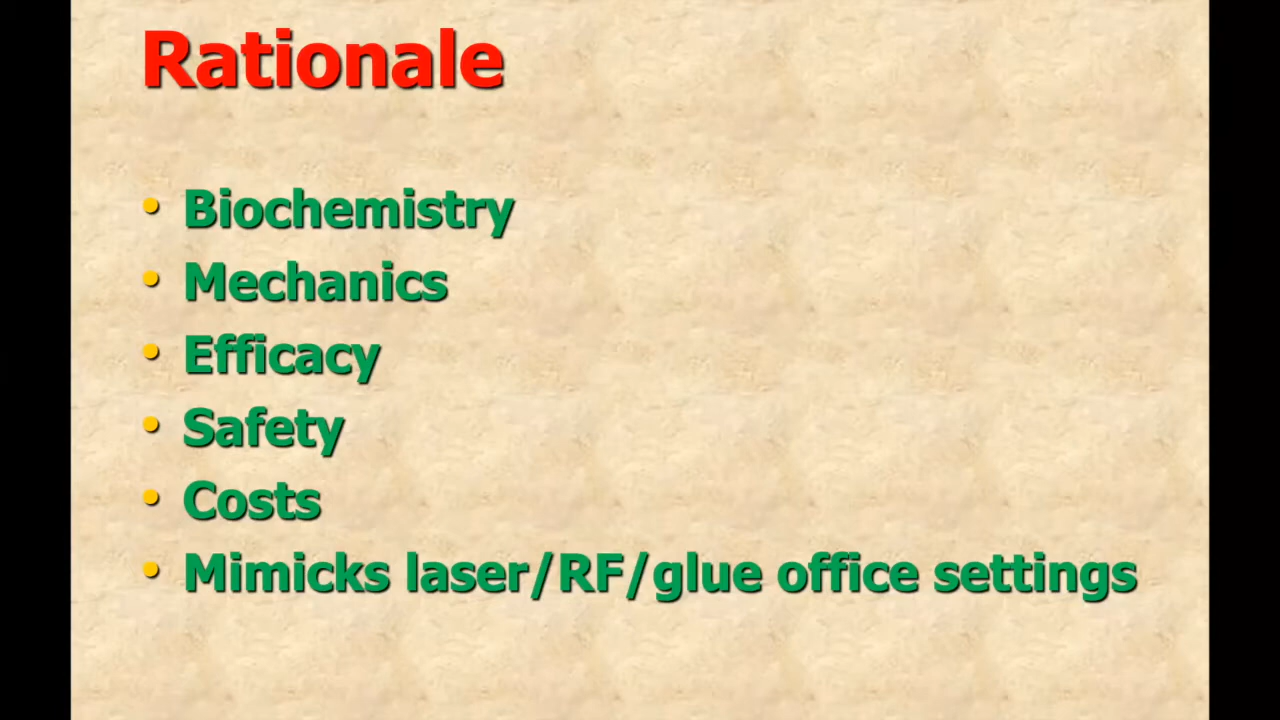 Rationale
• Biochemistry
• Mechanics
• Efficacy
• Safety
• Costs
• Mimicks laser/RF/glue office settings